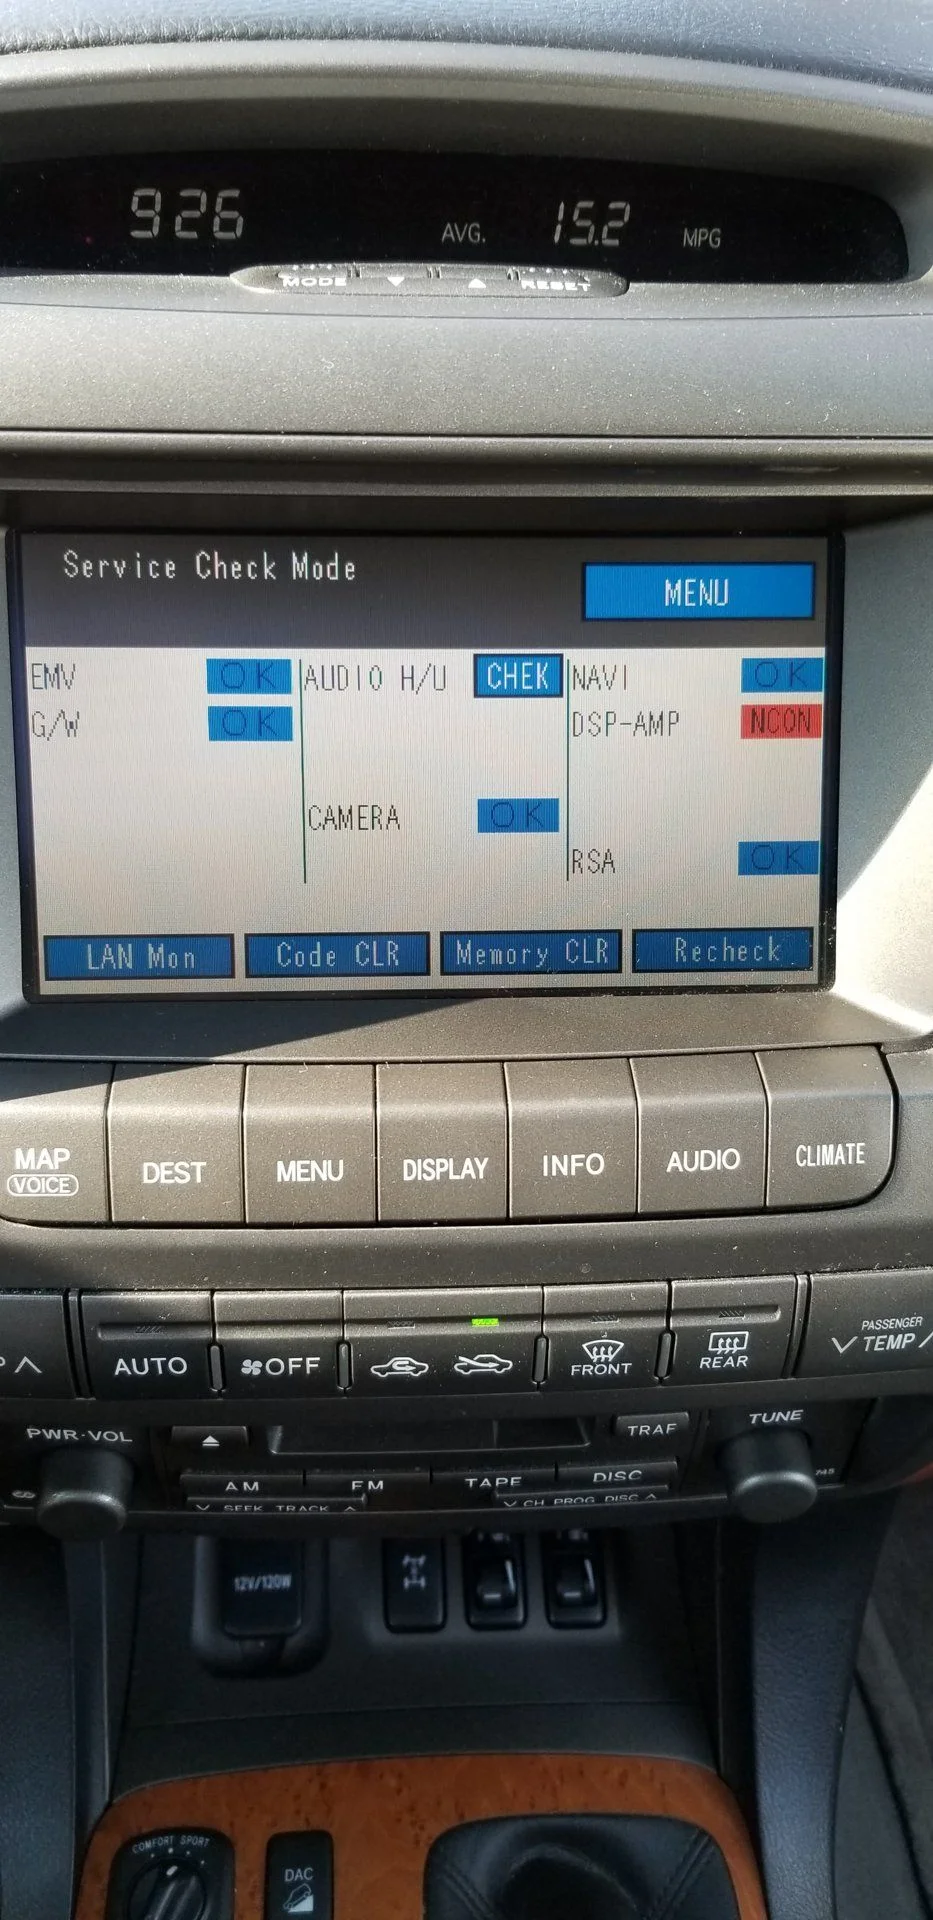 926 AVG. 15.2 MPG
MODE RESET
Service Check Mode
MENU
EMV OK AUDIO H/U CHEK NAVI OK
G/W OK DSP-AMP NCON
CAMERA OK
RSA OK
LAN Mon Code CLR Memory CLR Recheck
MAP DEST MENU DISPLAY INFO AUDIO CLIMATE
VOICE
AUTO OFF FRONT REAR PASSENGER
TEMP
PWR·VOL TRAF TUNE
AM FM TAPE DISC
SEEK TRACK CH PROG DISC
12V/120W
COMFORT SPORT
DAC